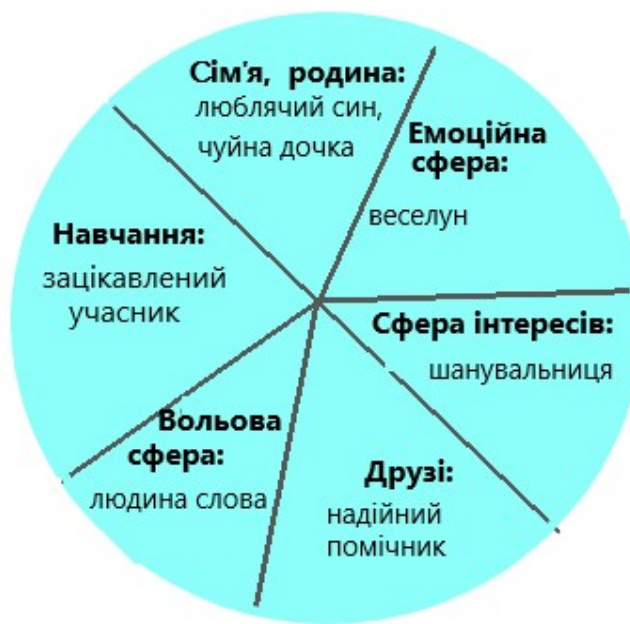 Сім'я, родина:
люблячий син,
чуйна дочка
Емоційна
сфера:
веселун
Навчання:
зацікавлений
учасник
Сфера інтересів:
шанувальниця
Вольова
сфера:
людина слова
Друзі:
надійний
помічник